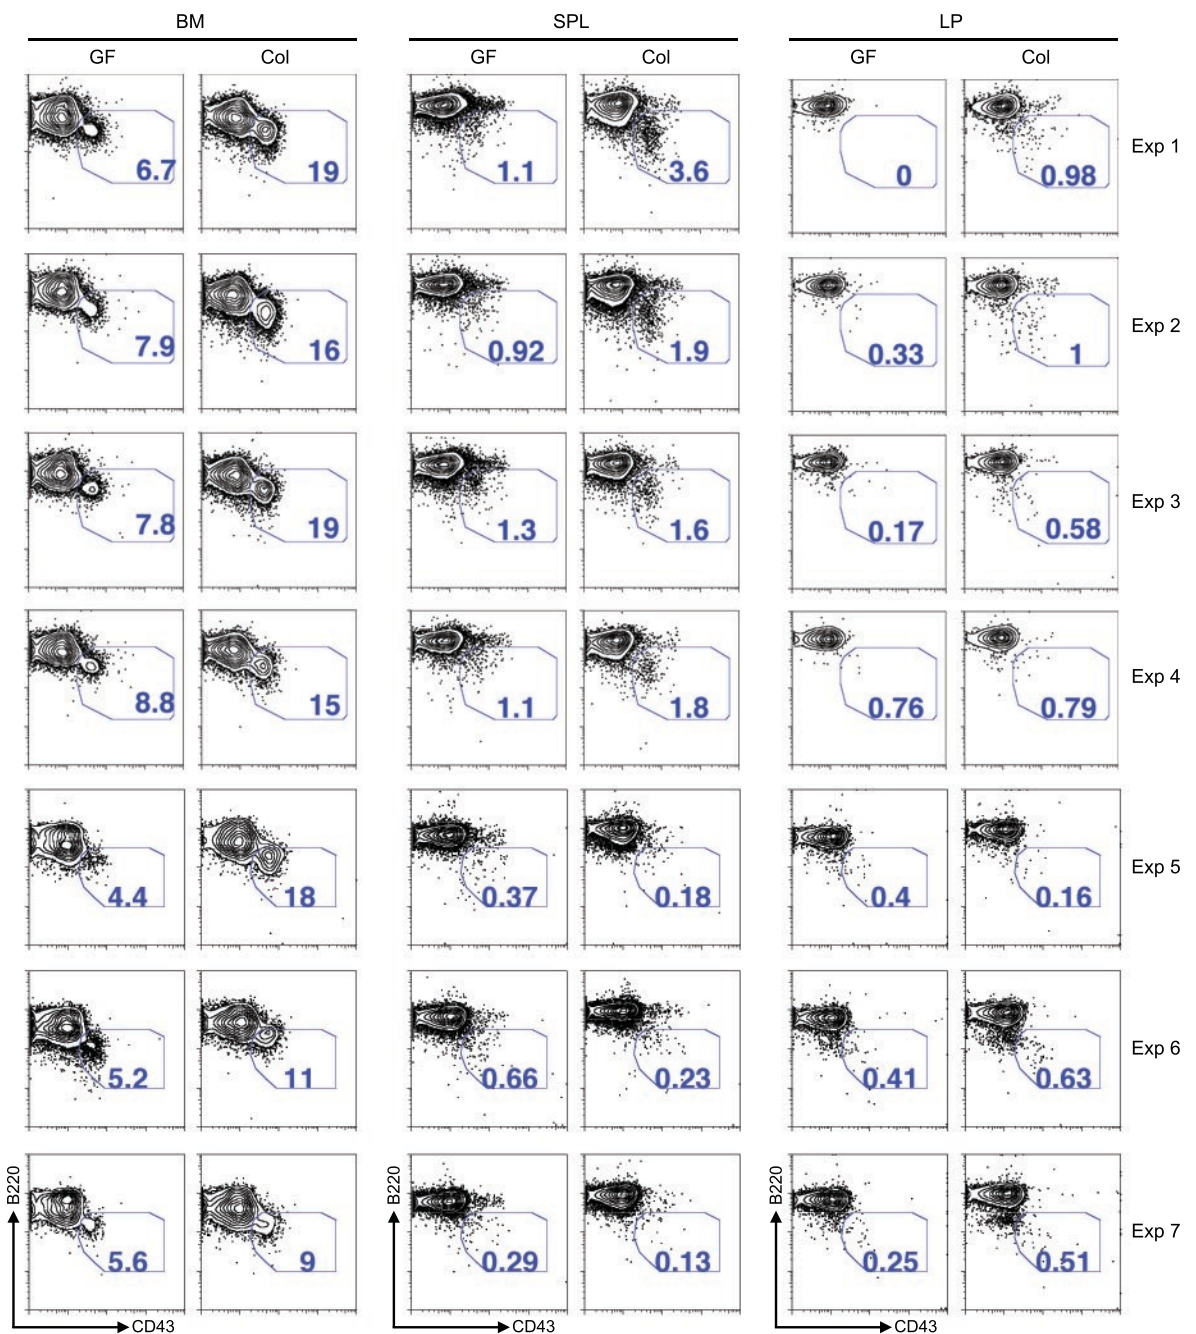 BM SPL LP
GF Col GF Col GF Col
6.7 19 1.1 3.6 0 0.98 Exp 1
7.9 16 0.92 1.9 0.33 1 Exp 2
7.8 19 1.3 1.6 0.17 0.58 Exp 3
8.8 15 1.1 1.8 0.76 0.79 Exp 4
4.4 18 0.37 0.18 0.4 0.16 Exp 5
5.2 11 0.66 0.23 0.41 0.63 Exp 6
B220 B220 B220
5.6 9 0.29 0.13 0.25 0.51 Exp 7
CD43 CD43 CD43